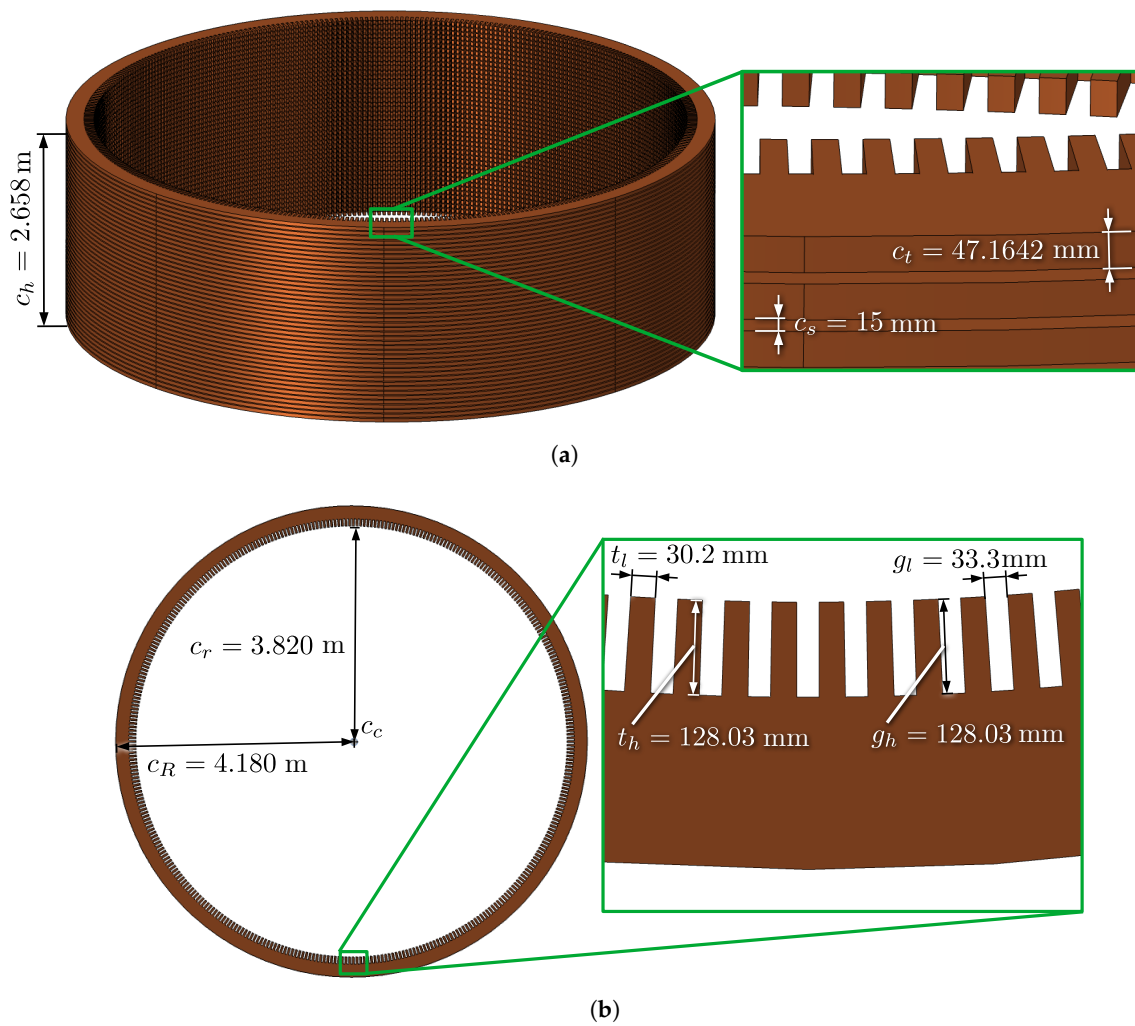 c_h = 2.658 m
c_t = 47.1642 mm
c_s = 15 mm
(a)
t_l = 30.2 mm
g_l = 33.3mm
c_r = 3.820 m
c_c
c_R = 4.180 m
t_h = 128.03 mm
g_h = 128.03 mm
(b)